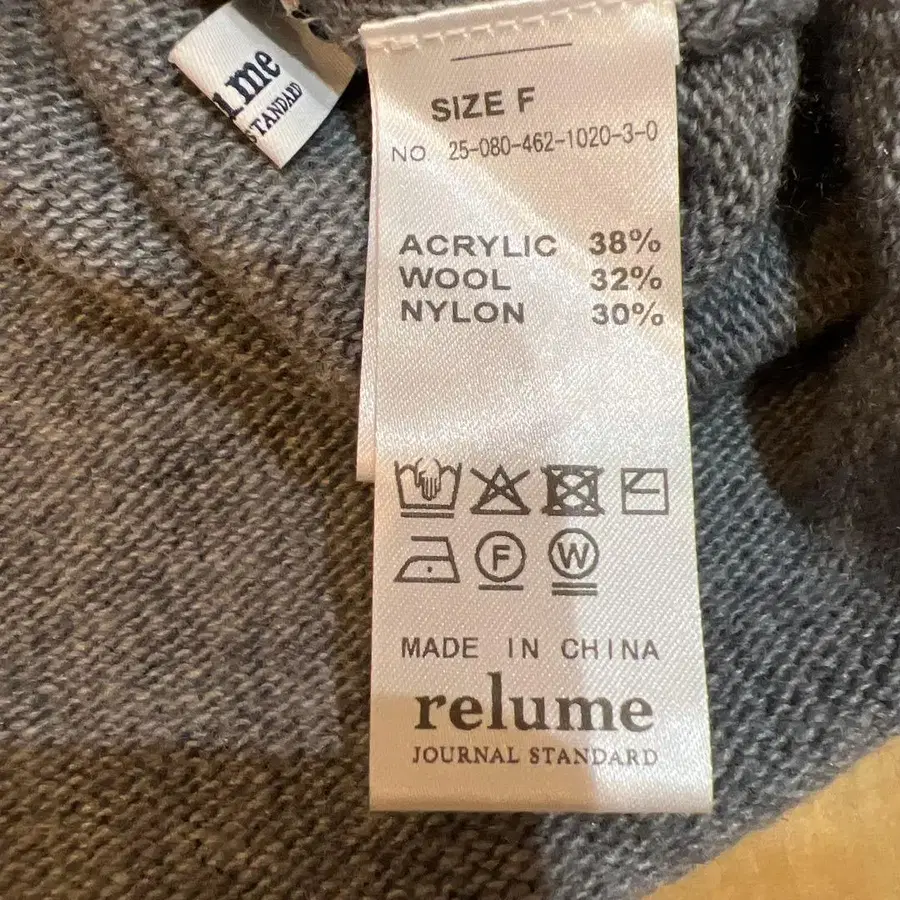 me
STANDARD
SIZE F
NO 25-080-462-1020-3-0
ACRYLIC 38%
WOOL 32%
NYLON 30%
F W
MADE IN CHINA
relume
JOURNAL STANDARD